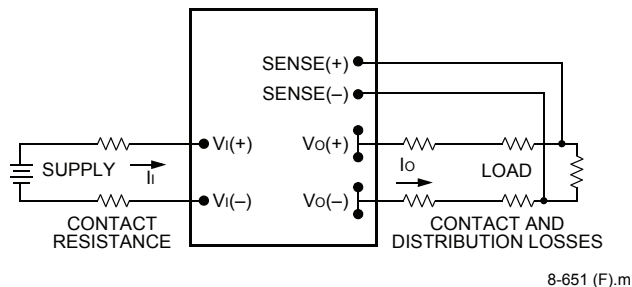 SENSE(+)
SENSE(–)
VI(+)
VO(+)
SUPPLY
II
IO
LOAD
VI(–)
VO(–)
CONTACT
RESISTANCE
CONTACT AND
DISTRIBUTION LOSSES
8-651 (F).m